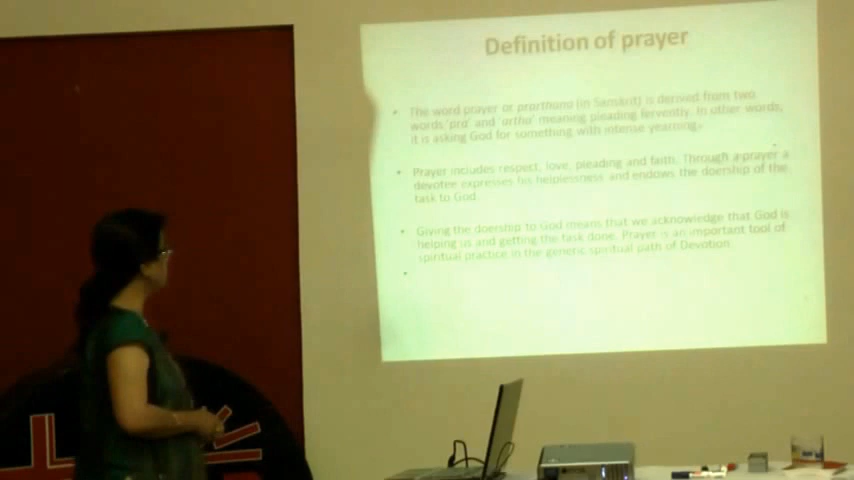 Definition of prayer
• The word prayer or prarthana (in Sanskrit) is derived from two
words 'pra' and 'artha' meaning pleading fervently. In other words,
it is asking God for something with intense yearning.
• Prayer includes respect, love, pleading and faith. Through a prayer a
devotee expresses his helplessness and endows the doership of the
task to God.
• Giving the doership to God means that we acknowledge that God is
helping us and getting the task done. Prayer is an important tool of
spiritual practice in the generic spiritual path of Devotion.
•